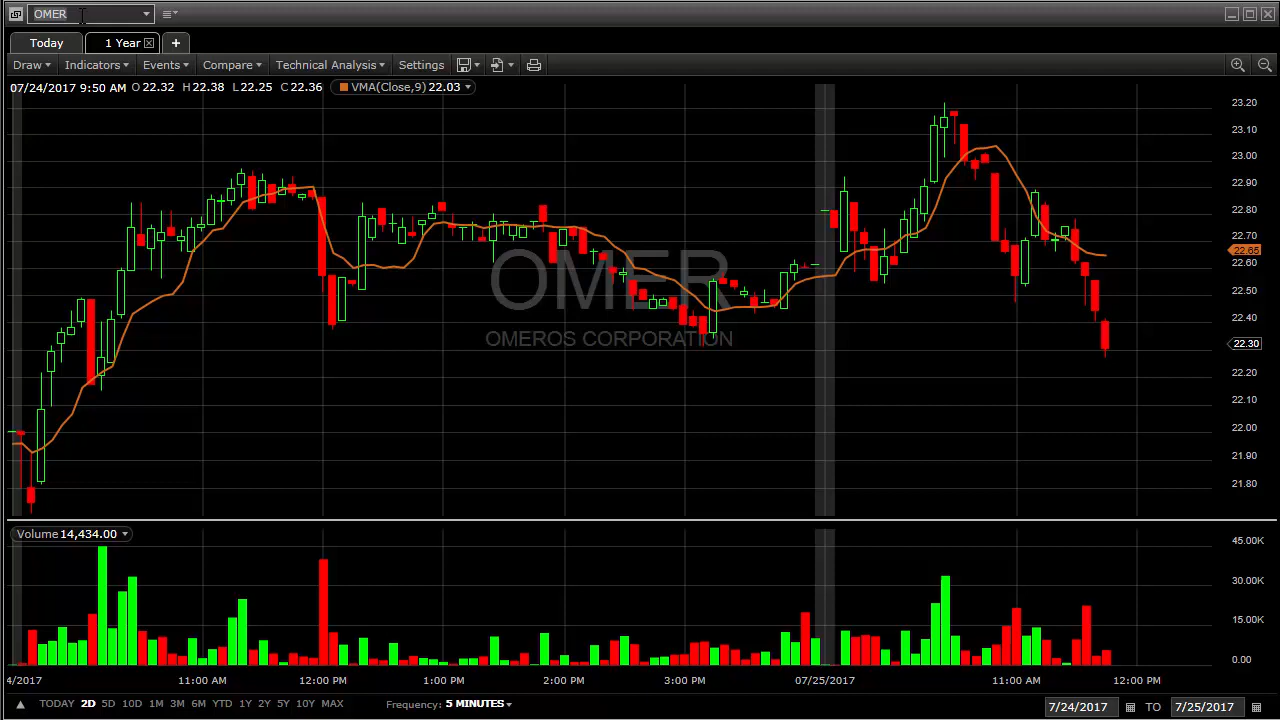 OMER
Today 1 Year +
Draw Indicators Events Compare Technical Analysis Settings
07/24/2017 9:50 AM O 22.32 H 22.38 L 22.25 C 22.36 VMA(Close,9) 22.03
23.20
23.10
23.00
22.90
22.80
22.70
22.65
22.60
22.50
22.40
22.30
22.20
22.10
22.00
21.90
21.80
OMER
OMEROS CORPORATION
Volume 14,434.00
45.00K
30.00K
15.00K
0.00
4/2017 11:00 AM 12:00 PM 1:00 PM 2:00 PM 3:00 PM 07/25/2017 11:00 AM 12:00 PM
TODAY 2D 5D 10D 1M 3M 6M YTD 1Y 2Y 5Y 10Y MAX Frequency: 5 MINUTES 7/24/2017 TO 7/25/2017